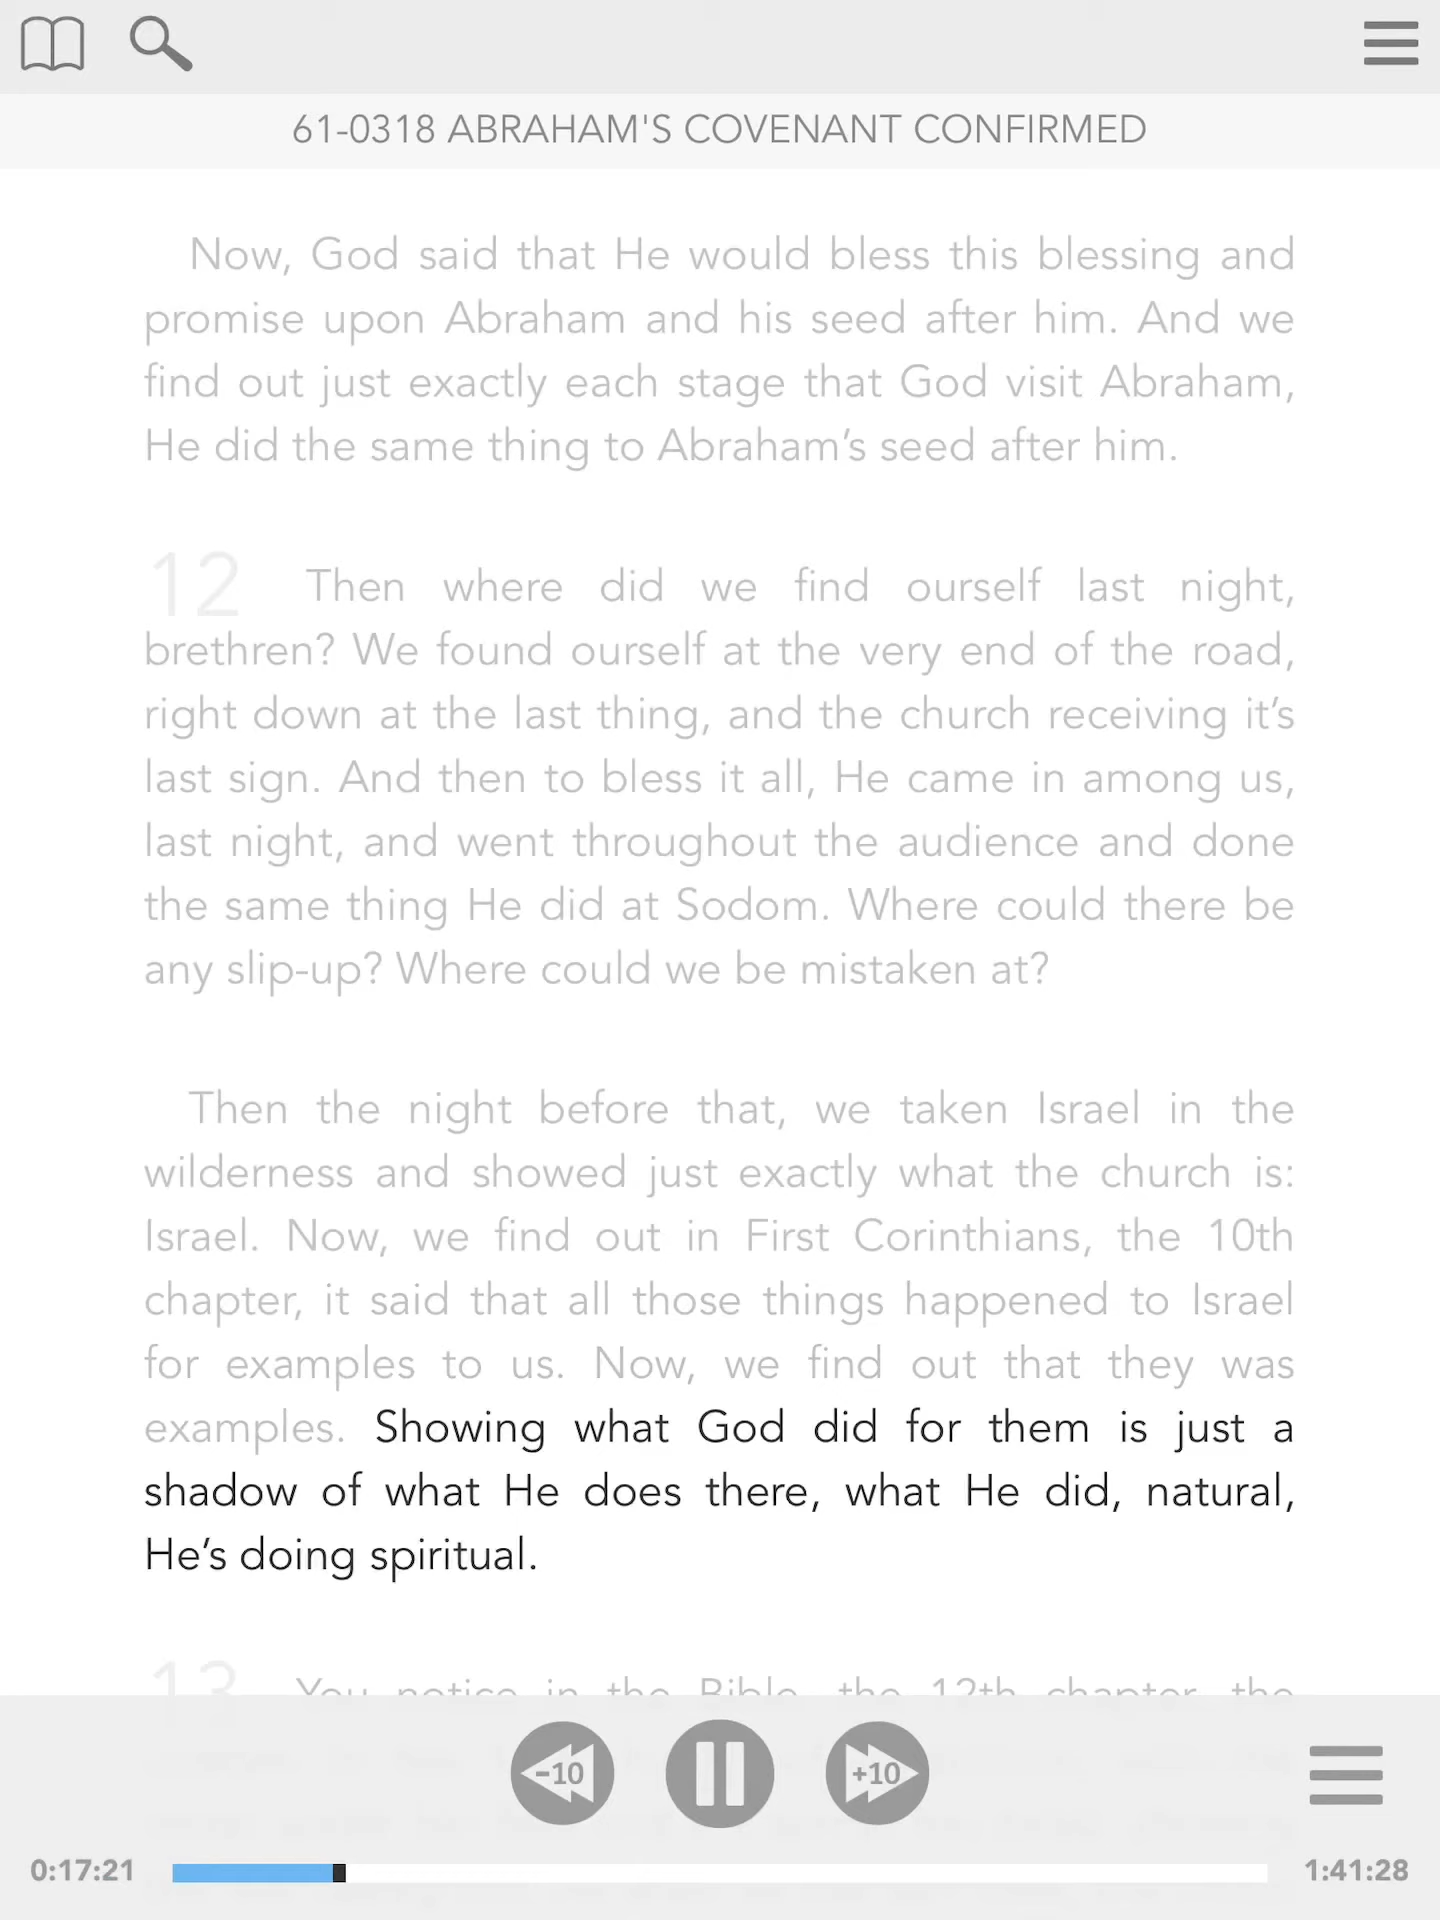 61-0318 ABRAHAM'S COVENANT CONFIRMED
Now, God said that He would bless this blessing and
promise upon Abraham and his seed after him. And we
find out just exactly each stage that God visit Abraham,
He did the same thing to Abraham’s seed after him.
12 Then where did we find ourself last night,
brethren? We found ourself at the very end of the road,
right down at the last thing, and the church receiving it’s
last sign. And then to bless it all, He came in among us,
last night, and went throughout the audience and done
the same thing He did at Sodom. Where could there be
any slip-up? Where could we be mistaken at?
Then the night before that, we taken Israel in the
wilderness and showed just exactly what the church is:
Israel. Now, we find out in First Corinthians, the 10th
chapter, it said that all those things happened to Israel
for examples to us. Now, we find out that they was
examples. Showing what God did for them is just a
shadow of what He does there, what He did, natural,
He’s doing spiritual.
13 You notice in the Bible, the 12th chapter, the
-10 +10
0:17:21 1:41:28